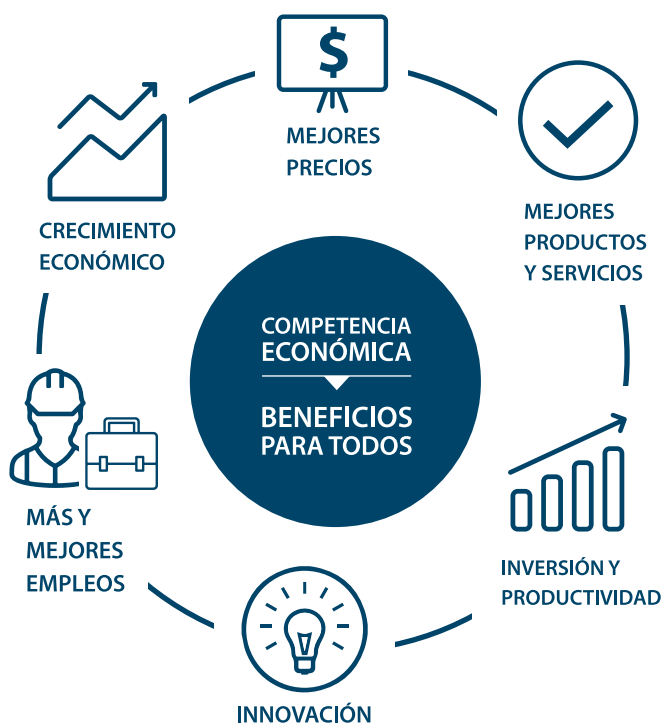 $
MEJORES
PRECIOS
MEJORES
PRODUCTOS
Y SERVICIOS
INVERSIÓN Y
PRODUCTIVIDAD
INNOVACIÓN
MÁS Y
MEJORES
EMPLEOS
CRECIMIENTO
ECONÓMICO
COMPETENCIA
ECONÓMICA
BENEFICIOS
PARA TODOS